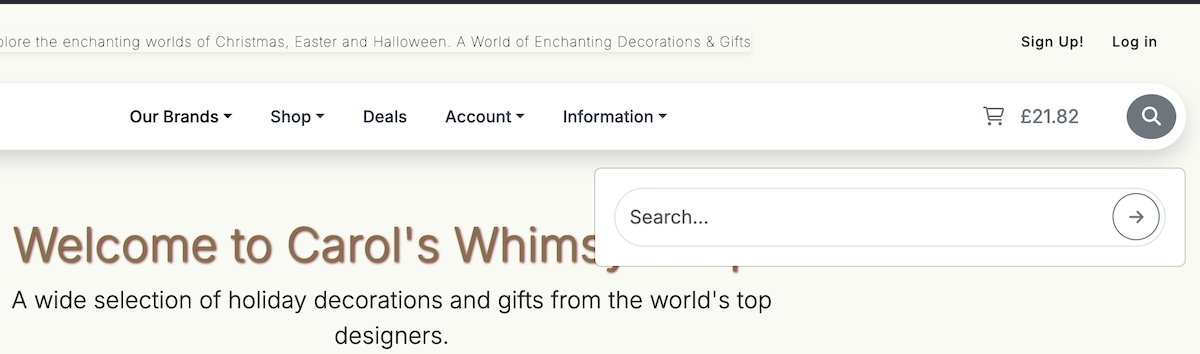 explore the enchanting worlds of Christmas, Easter and Halloween. A World of Enchanting Decorations & Gifts
Sign Up! Log in
Our Brands Shop Deals Account Information £21.82
Search...
Welcome to Carol's
A wide selection of holiday decorations and gifts from the world's top
designers.